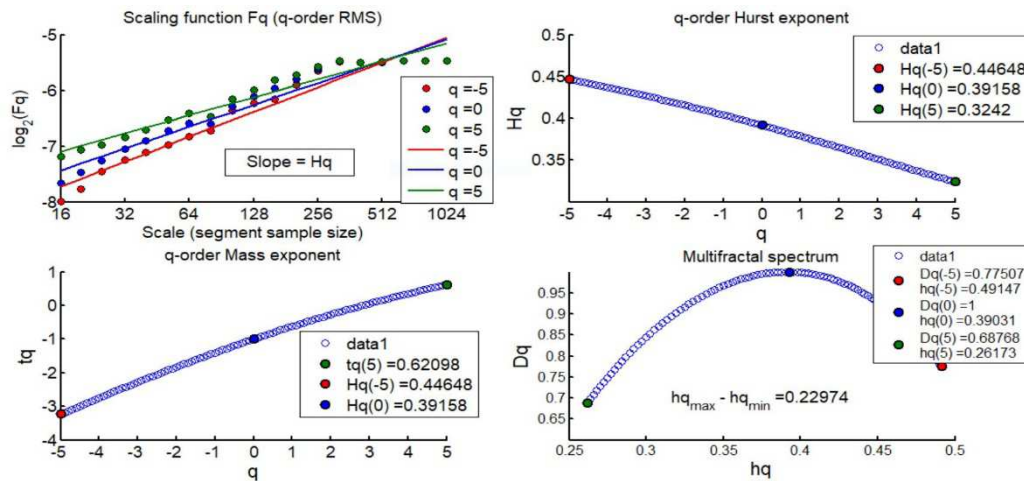 Scaling function Fq (q-order RMS)
-5
-6
-7
-8
log2(Fq)
q =-5
q =0
q =5
q =-5
q =0
q =5
Slope = Hq
16 32 64 128 256 512 1024
Scale (segment sample size)
q-order Hurst exponent
0.5
0.45
0.4
0.35
Hq
data1
Hq(-5) =0.44648
Hq(0) =0.39158
Hq(5) =0.3242
-5 -4 -3 -2 -1 0 1 2 3 4 5
q
q-order Mass exponent
1
0
-1
-2
-3
-4
tq
data1
tq(5) =0.62098
Hq(-5) =0.44648
Hq(0) =0.39158
-5 -4 -3 -2 -1 0 1 2 3 4 5
q
Multifractal spectrum
0.95
0.9
0.85
0.8
0.75
0.7
0.65
Dq
data1
Dq(-5) =0.77507
hq(-5) =0.49147
Dq(0) =1
hq(0) =0.39031
Dq(5) =0.68768
hq(5) =0.26173
hqmax - hqmin =0.22974
0.25 0.3 0.35 0.4 0.45 0.5
hq